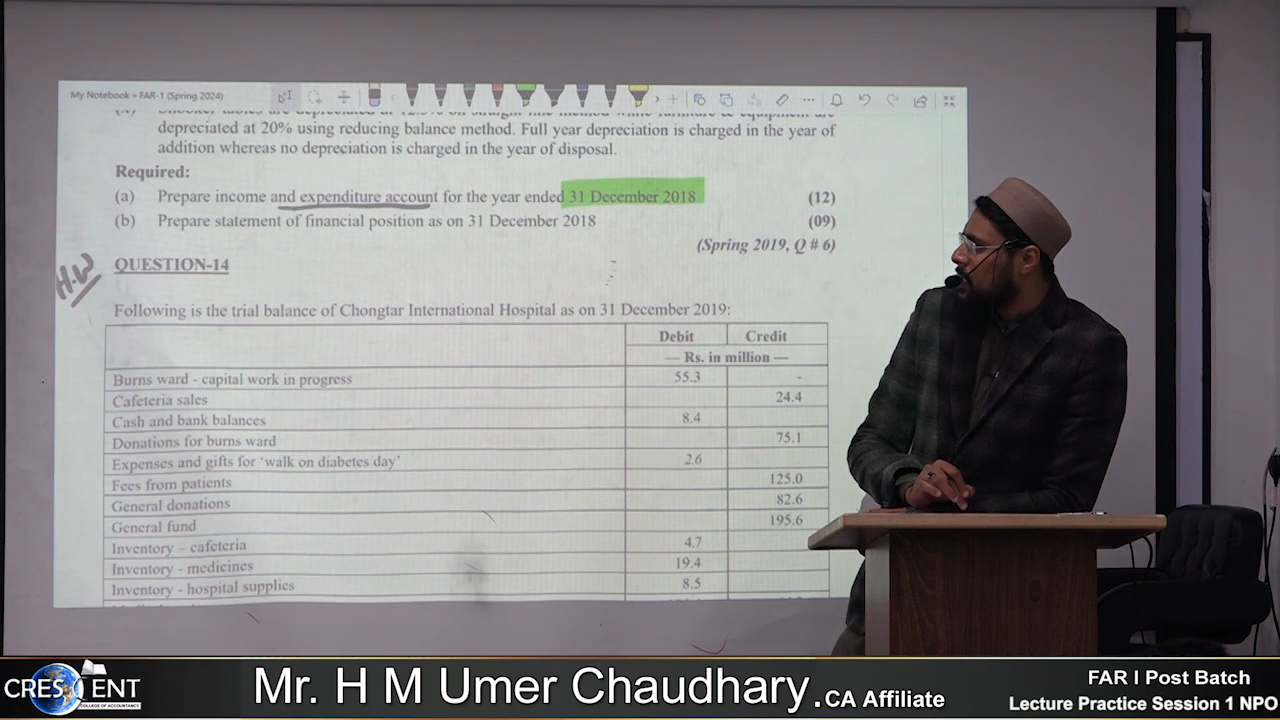 My Notebook » FAR-1 (Spring 2024)
depreciated at 20% using reducing balance method. Full year depreciation is charged in the year of
addition whereas no depreciation is charged in the year of disposal.
Required:
(a) Prepare income and expenditure account for the year ended 31 December 2018 (12)
(b) Prepare statement of financial position as on 31 December 2018 (09)
(Spring 2019, Q # 6)
H.W
QUESTION-14
Following is the trial balance of Chongtar International Hospital as on 31 December 2019:
Debit Credit
— Rs. in million —
Burns ward - capital work in progress 55.3 -
Cafeteria sales 24.4
Cash and bank balances 8.4
Donations for burns ward 75.1
Expenses and gifts for ‘walk on diabetes day’ 2.6
Fees from patients 125.0
General donations 82.6
General fund 195.6
Inventory – cafeteria 4.7
Inventory - medicines 19.4
Inventory - hospital supplies 8.5
CRESCENT
COLLEGE OF ACCOUNTANCY
Mr. H M Umer Chaudhary . CA Affiliate
FAR I Post Batch
Lecture Practice Session 1 NPO